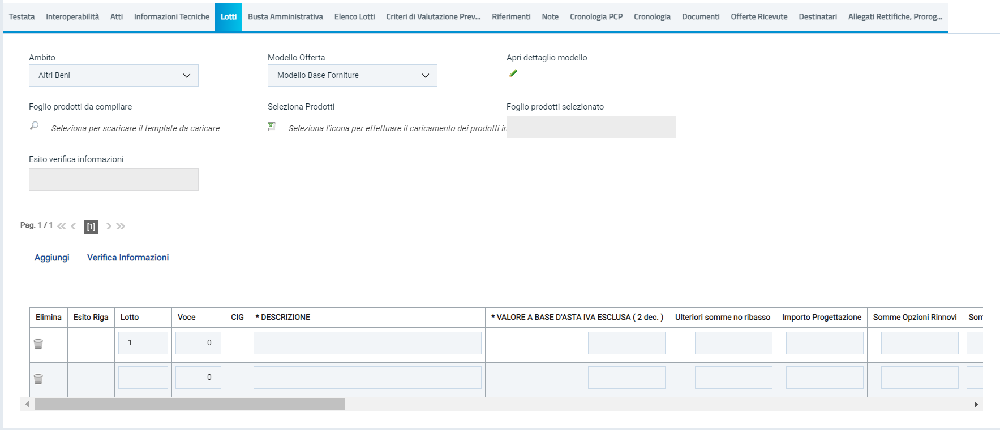 Testata Interoperabilità Atti Informazioni Tecniche Lotti Busta Amministrativa Elenco Lotti Criteri di Valutazione Prev... Riferimenti Note Cronologia PCP Cronologia Documenti Offerte Ricevute Destinatari Allegati Rettifiche, Prorog...
Ambito Modello Offerta Apri dettaglio modello
Altri Beni Modello Base Forniture
Foglio prodotti da compilare Seleziona Prodotti Foglio prodotti selezionato
Seleziona per scaricare il template da caricare Seleziona l'icona per effettuare il caricamento dei prodotti in
Esito verifica informazioni
Pag. 1 / 1 [1]
Aggiungi Verifica Informazioni
Elimina Esito Riga Lotto Voce CIG * DESCRIZIONE * VALORE A BASE D'ASTA IVA ESCLUSA ( 2 dec. ) Ulteriori somme no ribasso Importo Progettazione Somme Opzioni Rinnovi Som
1 0
0